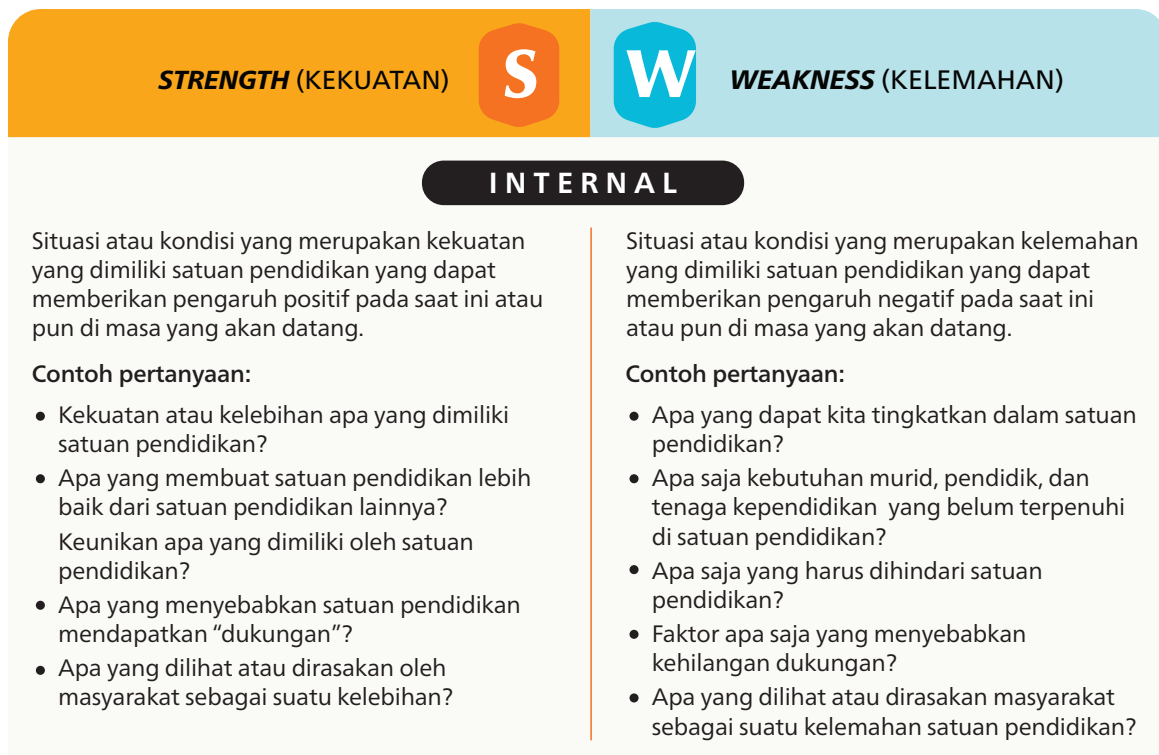 STRENGTH (KEKUATAN)
S
W
WEAKNESS (KELEMAHAN)
INTERNAL
Situasi atau kondisi yang merupakan kekuatan
yang dimiliki satuan pendidikan yang dapat
memberikan pengaruh positif pada saat ini atau
pun di masa yang akan datang.
Contoh pertanyaan:
• Kekuatan atau kelebihan apa yang dimiliki
satuan pendidikan?
• Apa yang membuat satuan pendidikan lebih
baik dari satuan pendidikan lainnya?
Keunikan apa yang dimiliki oleh satuan
pendidikan?
• Apa yang menyebabkan satuan pendidikan
mendapatkan “dukungan”?
• Apa yang dilihat atau dirasakan oleh
masyarakat sebagai suatu kelebihan?
Situasi atau kondisi yang merupakan kelemahan
yang dimiliki satuan pendidikan yang dapat
memberikan pengaruh negatif pada saat ini
atau pun di masa yang akan datang.
Contoh pertanyaan:
• Apa yang dapat kita tingkatkan dalam satuan
pendidikan?
• Apa saja kebutuhan murid, pendidik, dan
tenaga kependidikan yang belum terpenuhi
di satuan pendidikan?
• Apa saja yang harus dihindari satuan
pendidikan?
• Faktor apa saja yang menyebabkan
kehilangan dukungan?
• Apa yang dilihat atau dirasakan masyarakat
sebagai suatu kelemahan satuan pendidikan?